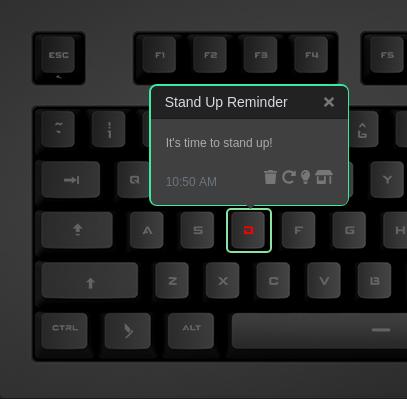 ESC F1 F2 F3 F4 F5
Stand Up Reminder
It's time to stand up!
10:50 AM
~ ! 6
Q Y
A S D F G H
Z X C V B
CTRL ALT